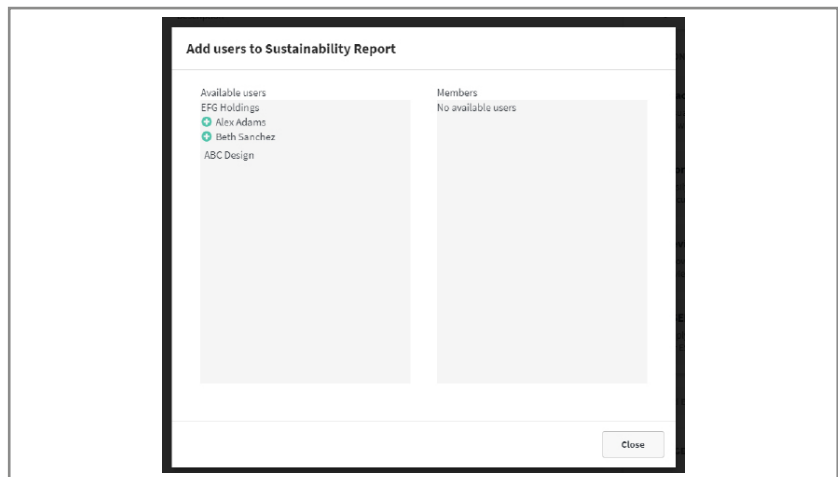 Add users to Sustainability Report
Available users
EFG Holdings
Alex Adams
Beth Sanchez
ABC Design
Members
No available users
Close